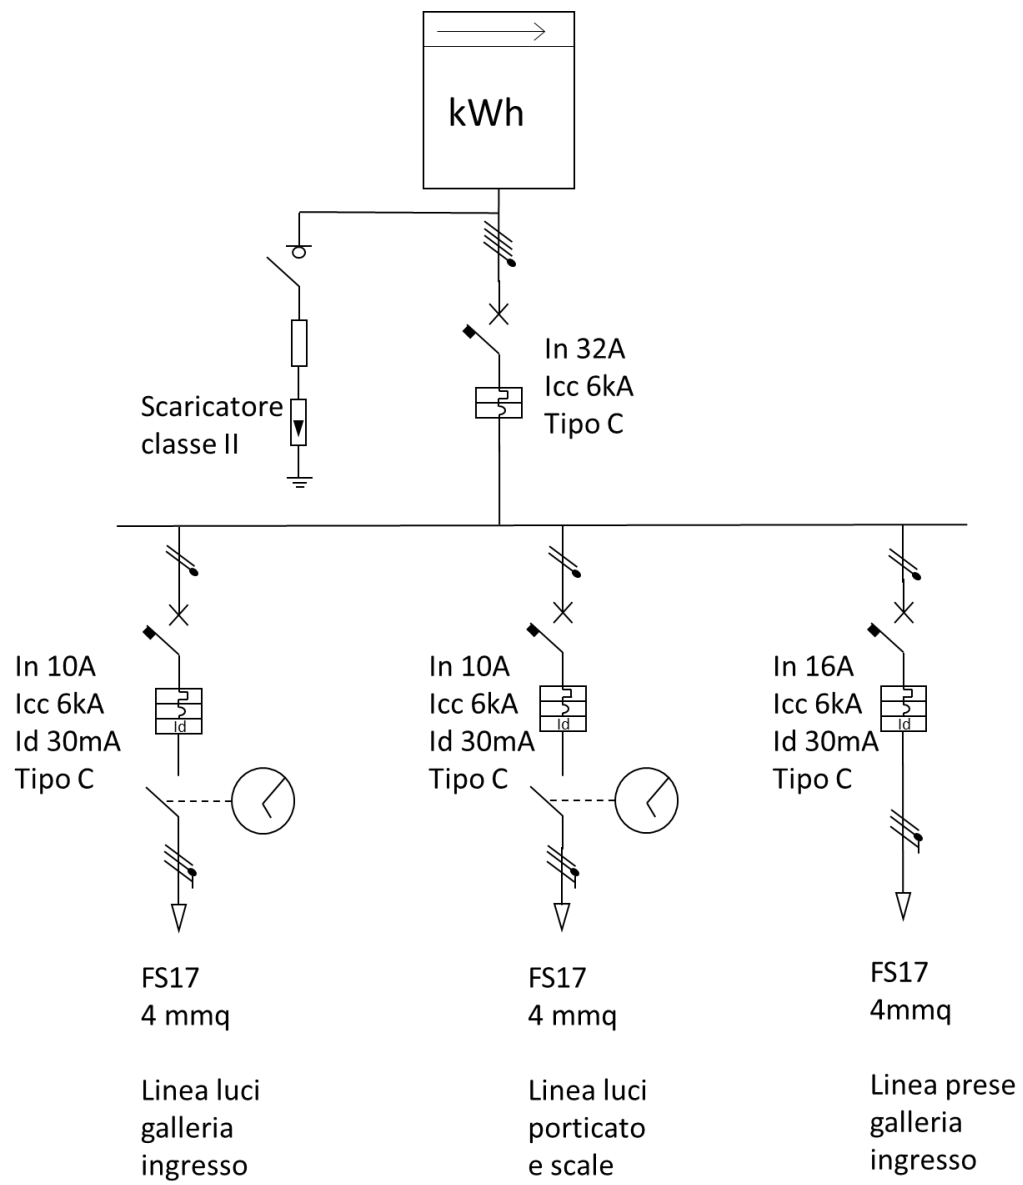 kWh
In 32A
Icc 6kA
Tipo C
Scaricatore
classe II
In 10A
Icc 6kA
Id 30mA
Tipo C
Id
In 10A
Icc 6kA
Id 30mA
Tipo C
Id
In 16A
Icc 6kA
Id 30mA
Tipo C
Id
FS17
4 mmq
Linea luci
galleria
ingresso
FS17
4 mmq
Linea luci
porticato
e scale
FS17
4mmq
Linea prese
galleria
ingresso